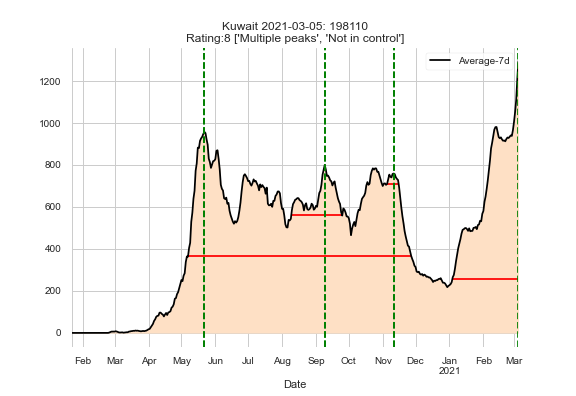 Kuwait 2021-03-05: 198110
Rating:8 ['Multiple peaks', 'Not in control']
Average-7d
1200
1000
800
600
400
200
0
Feb Mar Apr May Jun Jul Aug Sep Oct Nov Dec Jan Feb Mar
2021
Date